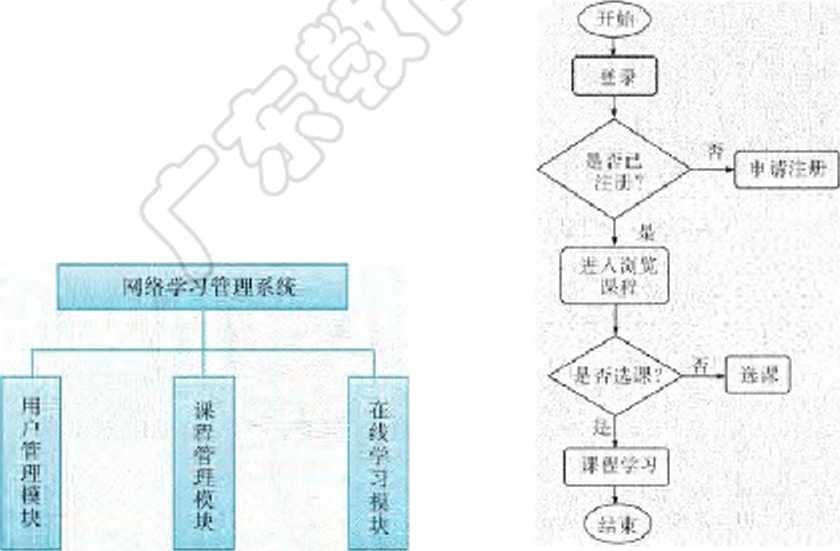 广东教
网络学习管理系统
用户管理模块
课程管理模块
在线学习模块
开始
登录
是否已
注册？
否
申请注册
是
进入浏览
课程
是否选课？
否
选课
是
课程学习
结束